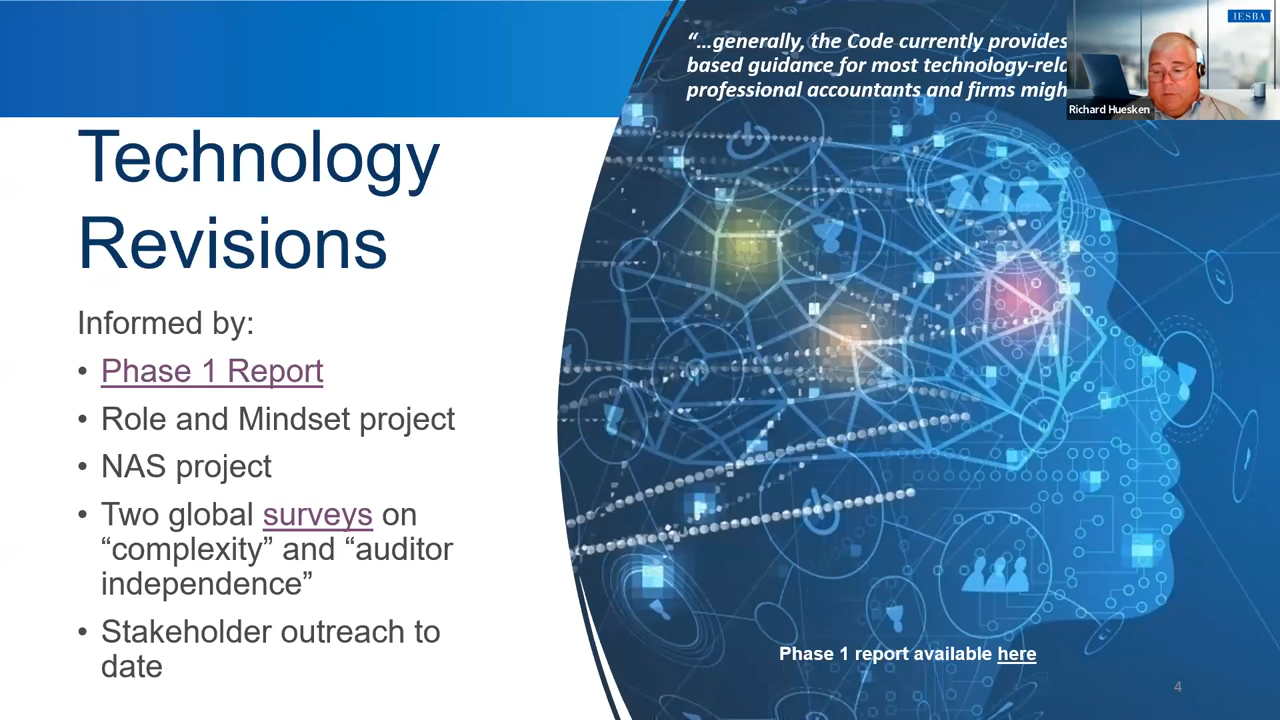 “…generally, the Code currently provides
based guidance for most technology-rela
professional accountants and firms migh
IESBA
Richard Huesken
Technology
Revisions
Informed by:
• Phase 1 Report
• Role and Mindset project
• NAS project
• Two global surveys on
“complexity” and “auditor
independence”
• Stakeholder outreach to
date
Phase 1 report available here
4